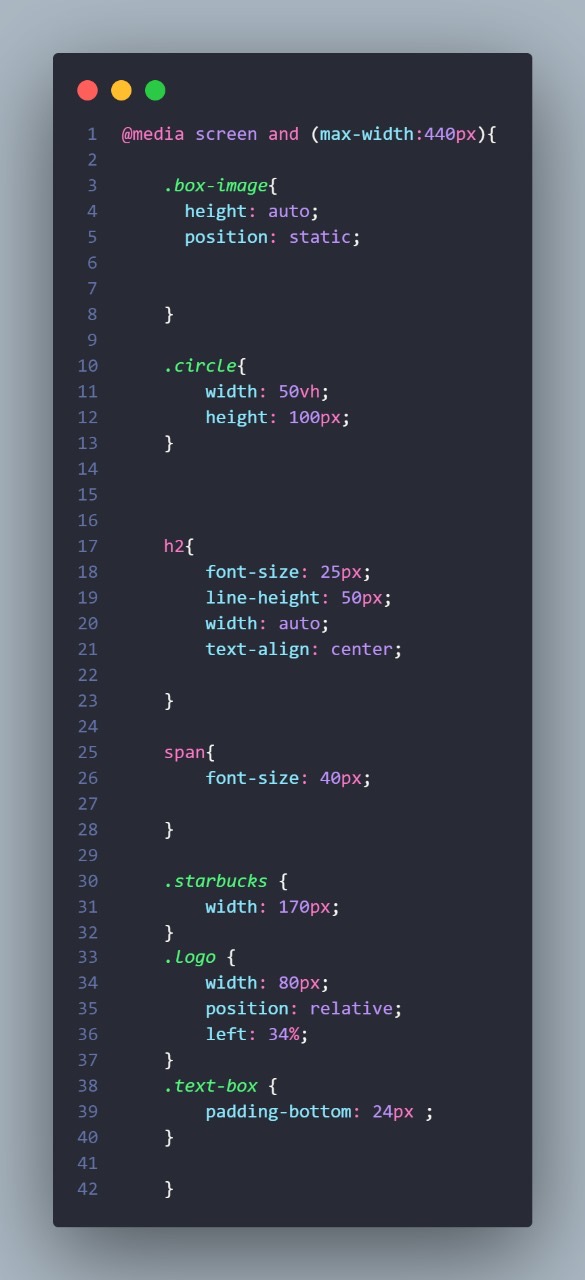 1 @media screen and (max-width:440px){
2
3     .box-image{
4       height: auto;
5       position: static;
6
7
8     }
9
10     .circle{
11         width: 50vh;
12         height: 100px;
13     }
14
15
16
17     h2{
18         font-size: 25px;
19         line-height: 50px;
20         width: auto;
21         text-align: center;
22
23     }
24
25     span{
26         font-size: 40px;
27
28     }
29
30     .starbucks {
31         width: 170px;
32     }
33     .logo {
34         width: 80px;
35         position: relative;
36         left: 34%;
37     }
38     .text-box {
39         padding-bottom: 24px ;
40     }
41
42     }